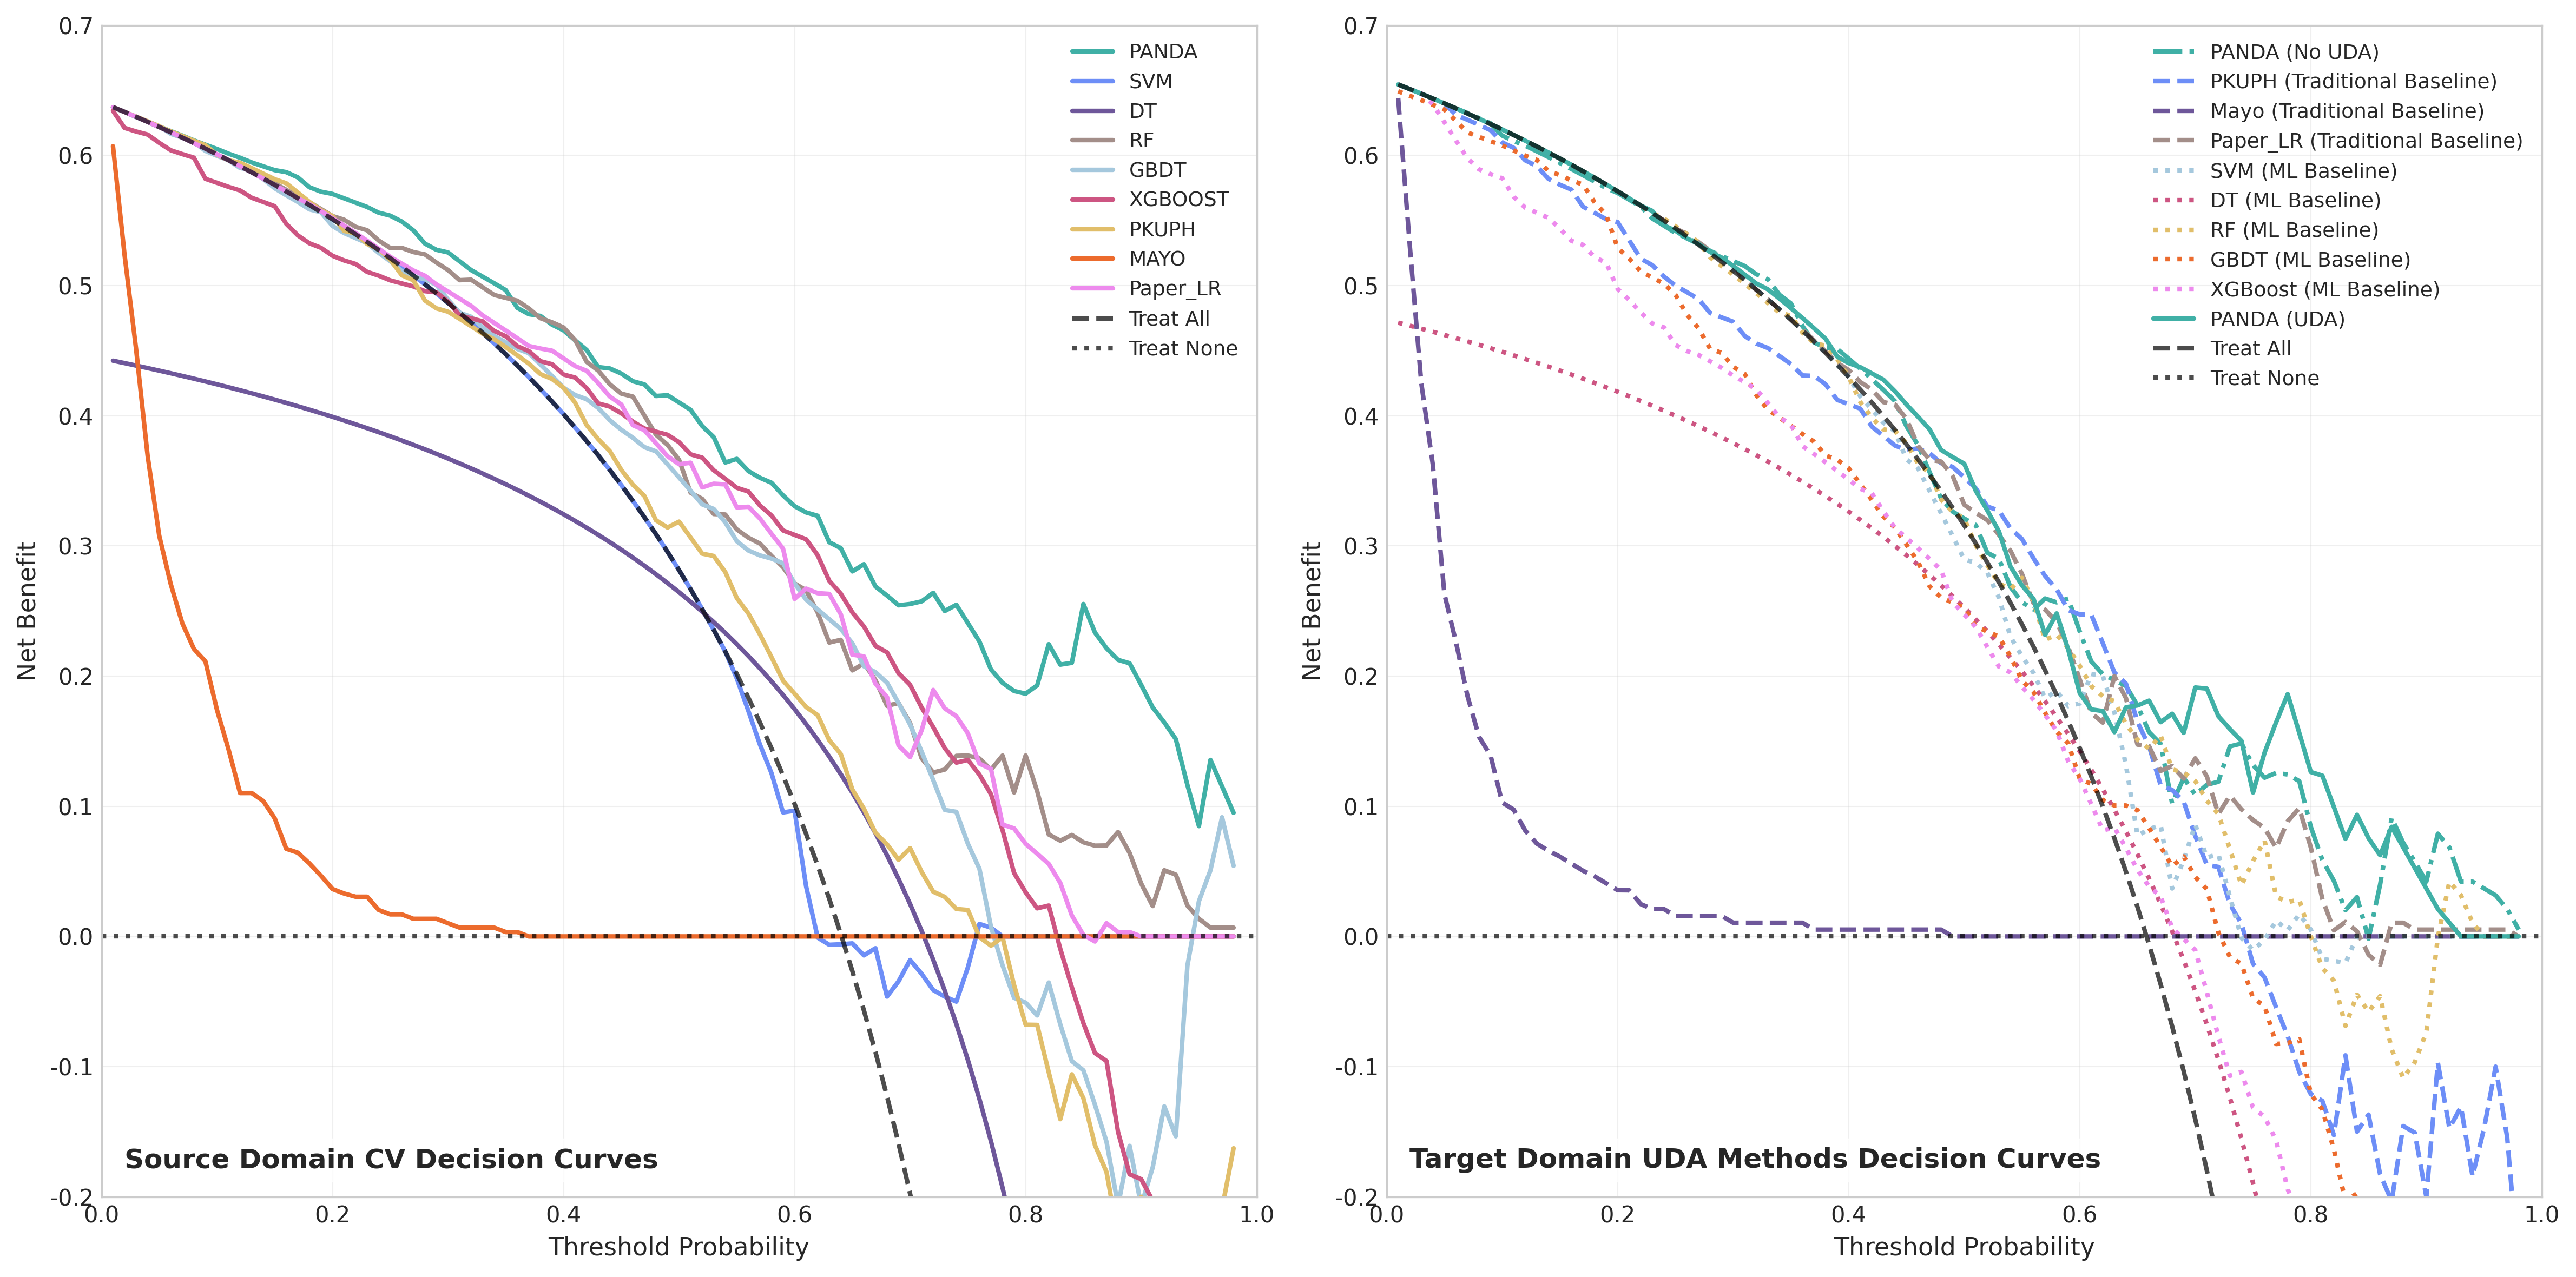 0.7
0.6
0.5
0.4
0.3
0.2
0.1
0.0
-0.1
-0.2
Net Benefit
PANDA
SVM
DT
RF
GBDT
XGBOOST
PKUPH
MAYO
Paper_LR
Treat All
Treat None
Source Domain CV Decision Curves
0.0 0.2 0.4 0.6 0.8 1.0
Threshold Probability
0.7
0.6
0.5
0.4
0.3
0.2
0.1
0.0
-0.1
-0.2
Net Benefit
PANDA (No UDA)
PKUPH (Traditional Baseline)
Mayo (Traditional Baseline)
Paper_LR (Traditional Baseline)
SVM (ML Baseline)
DT (ML Baseline)
RF (ML Baseline)
GBDT (ML Baseline)
XGBoost (ML Baseline)
PANDA (UDA)
Treat All
Treat None
Target Domain UDA Methods Decision Curves
0.0 0.2 0.4 0.6 0.8 1.0
Threshold Probability